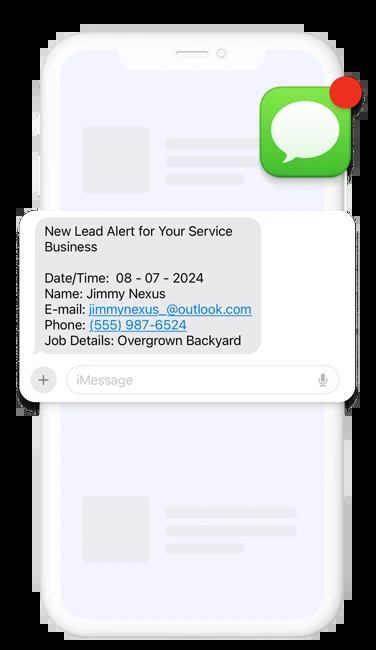 New Lead Alert for Your Service
Business
Date/Time:  08 - 07 - 2024
Name: Jimmy Nexus
E-mail: jimmynexus_@outlook.com
Phone: (555) 987-6524
Job Details: Overgrown Backyard
iMessage